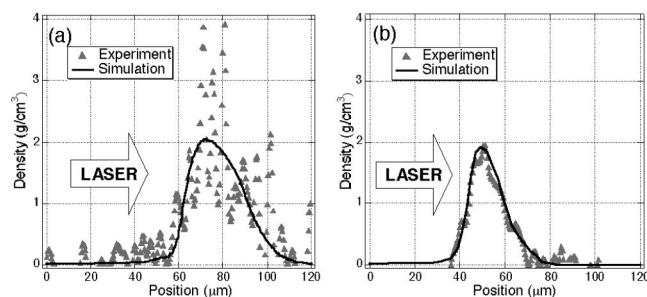 (a)
Experiment
Simulation
LASER
Density (g/cm³)
4
3
2
1
0
0 20 40 60 80 100 120
Position (μm)
(b)
Experiment
Simulation
LASER
Density (g/cm³)
4
3
2
1
0
0 20 40 60 80 100 120
Position (μm)